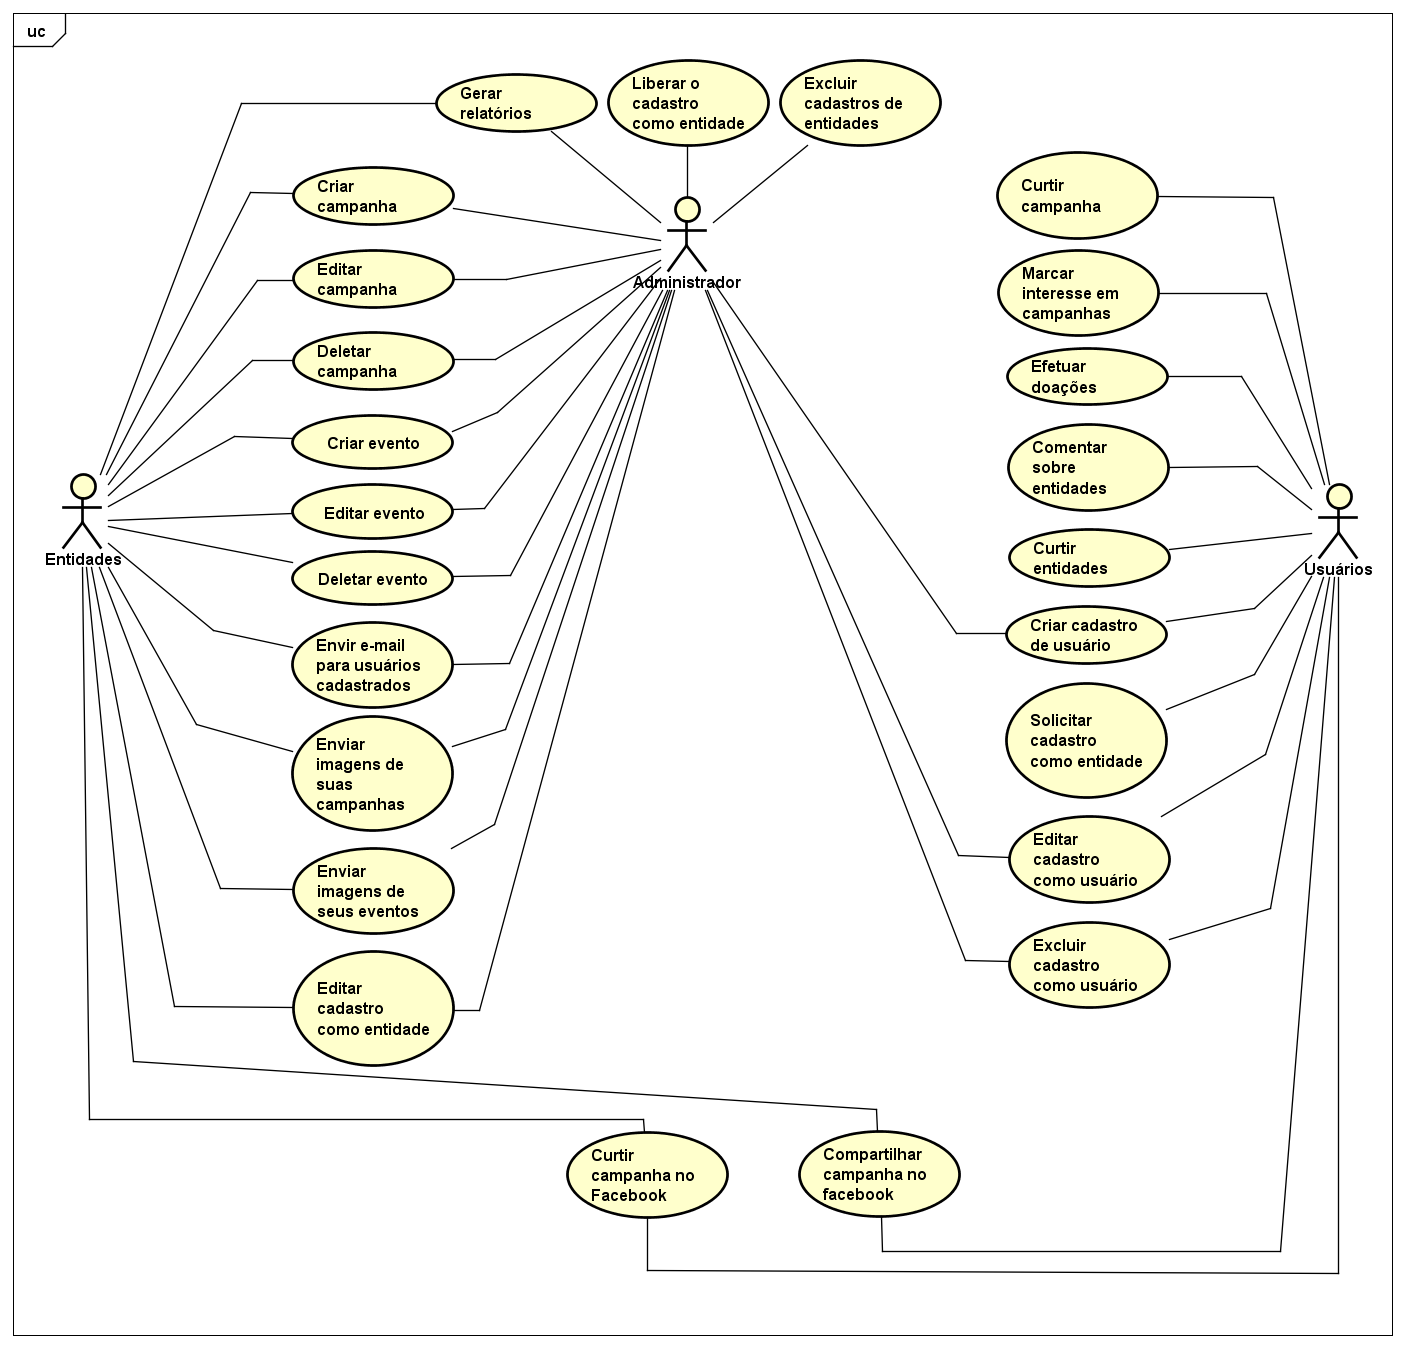 uc
Gerar
relatórios
Liberar o
cadastro
como entidade
Excluir
cadastros de
entidades
Administrador
Criar
campanha
Editar
campanha
Deletar
campanha
Criar evento
Editar evento
Deletar evento
Envir e-mail
para usuários
cadastrados
Enviar
imagens de
suas
campanhas
Enviar
imagens de
seus eventos
Editar
cadastro
como entidade
Entidades
Curtir
campanha
Marcar
interesse em
campanhas
Efetuar
doações
Comentar
sobre
entidades
Curtir
entidades
Criar cadastro
de usuário
Solicitar
cadastro
como entidade
Editar
cadastro
como usuário
Excluir
cadastro
como usuário
Usuários
Curtir
campanha no
Facebook
Compartilhar
campanha no
facebook